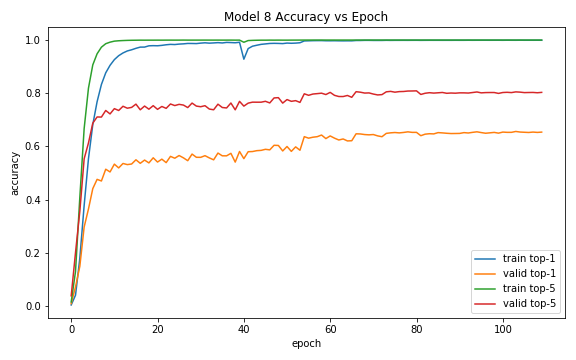 Model 8 Accuracy vs Epoch
accuracy
1.0
0.8
0.6
0.4
0.2
0.0
0
20
40
60
80
100
epoch
train top-1
valid top-1
train top-5
valid top-5